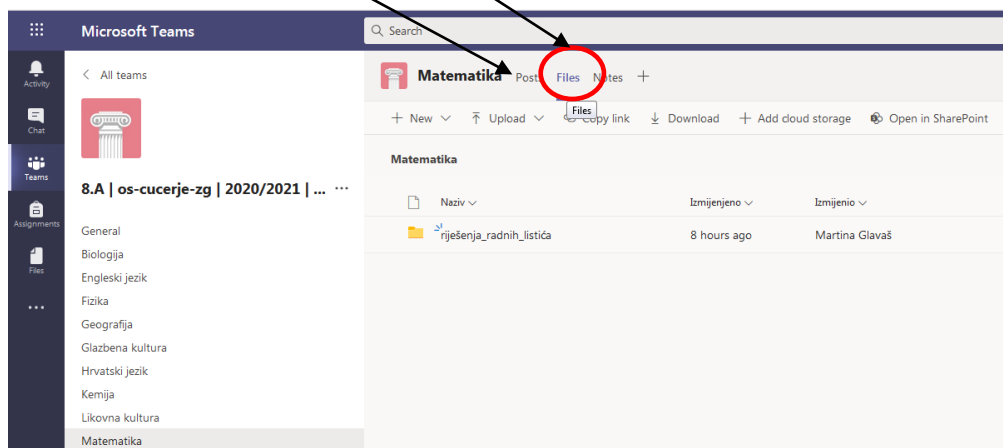 Microsoft Teams
Search
Activity
Chat
Teams
Assignments
Files
All teams
8.A | os-cucerje-zg | 2020/2021 | ... ...
General
Biologija
Engleski jezik
Fizika
Geografija
Glazbena kultura
Hrvatski jezik
Kemija
Likovna kultura
Matematika
Matematika Posts Files Notes +
+ New Upload Copy link Download + Add cloud storage Open in SharePoint
Files
Matematika
Naziv Izmijenjeno Izmijenio
riješenja_radnih_listića 8 hours ago Martina Glavaš